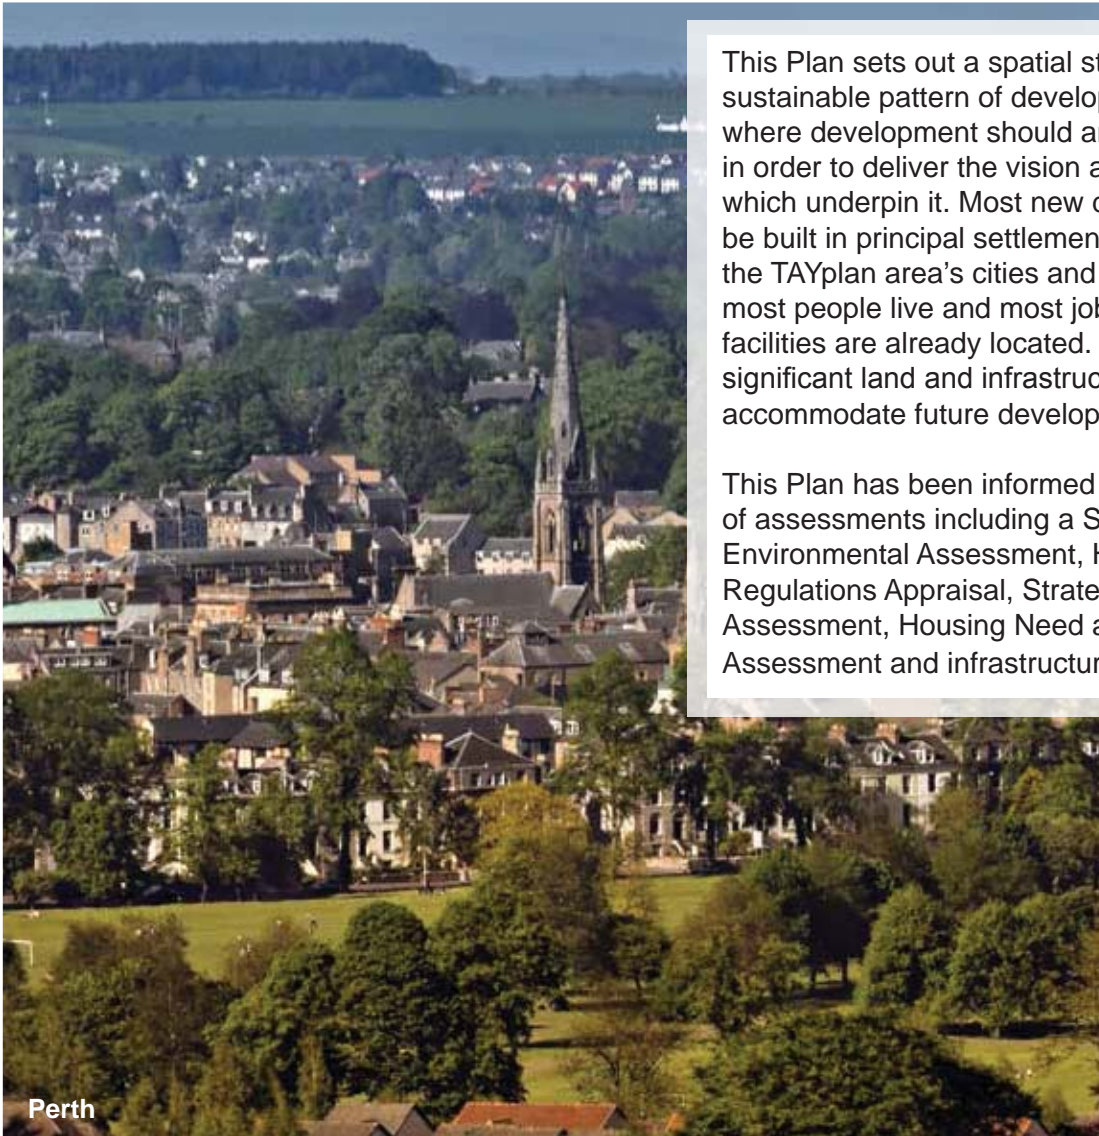 This Plan sets out a spatial st
sustainable pattern of develo
where development should a
in order to deliver the vision a
which underpin it. Most new
be built in principal settlemen
the TAYplan area's cities and
most people live and most job
facilities are already located.
significant land and infrastruc
accommodate future develop
This Plan has been informed
of assessments including a S
Environmental Assessment, H
Regulations Appraisal, Strate
Assessment, Housing Need a
Assessment and infrastructur
Perth